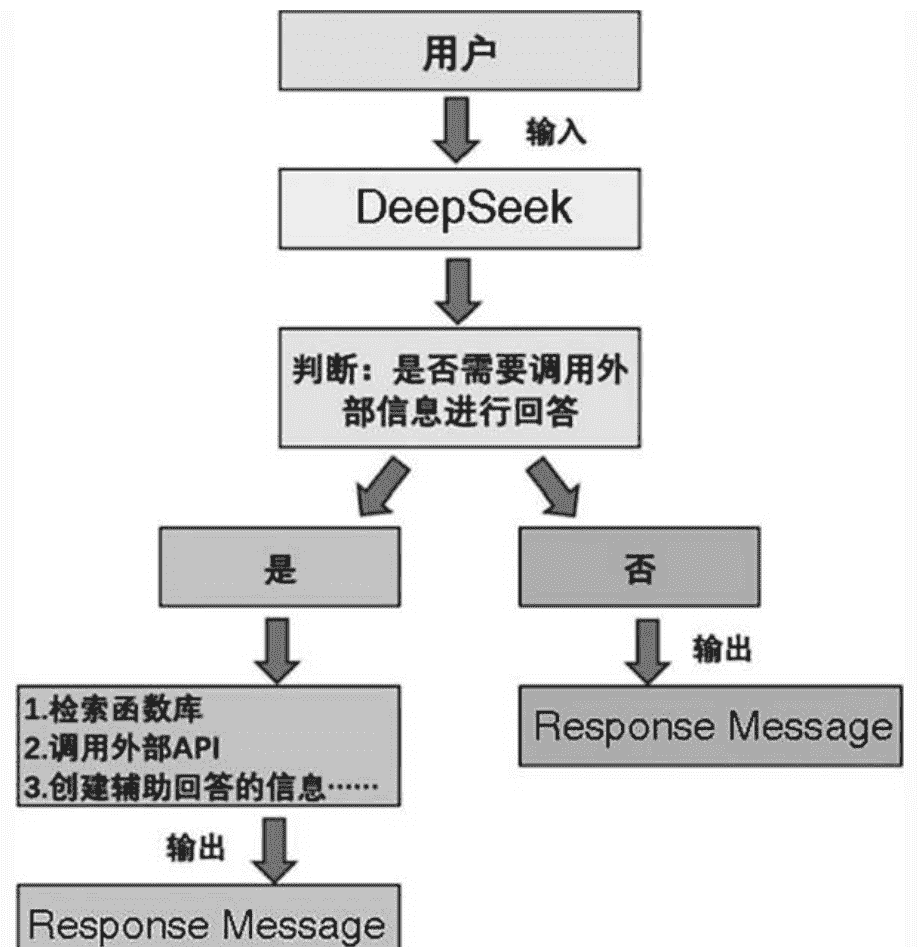 用户
输入
DeepSeek
判断：是否需要调用外
部信息进行回答
是
否
1.检索函数库
2.调用外部API
3.创建辅助回答的信息……
输出
Response Message
输出
Response Message